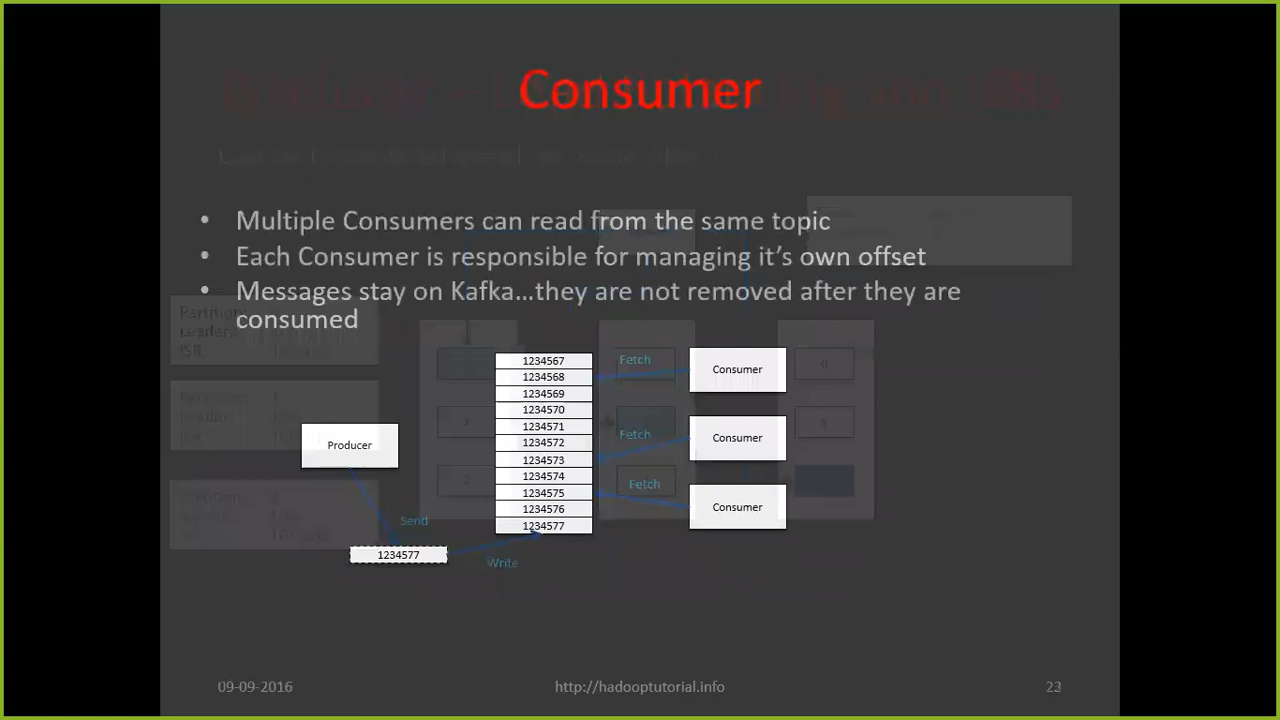 Consumer
• Multiple Consumers can read from the same topic
• Each Consumer is responsible for managing it’s own offset
• Messages stay on Kafka…they are not removed after they are
consumed
1234567
1234568
1234569
1234570
1234571
1234572
1234573
1234574
1234575
1234576
1234577
Fetch
Fetch
Fetch
Consumer
Consumer
Consumer
Producer
Send
1234577
Write
Partition:
Leader:
ISR:
09-09-2016
http://hadooptutorial.info
23